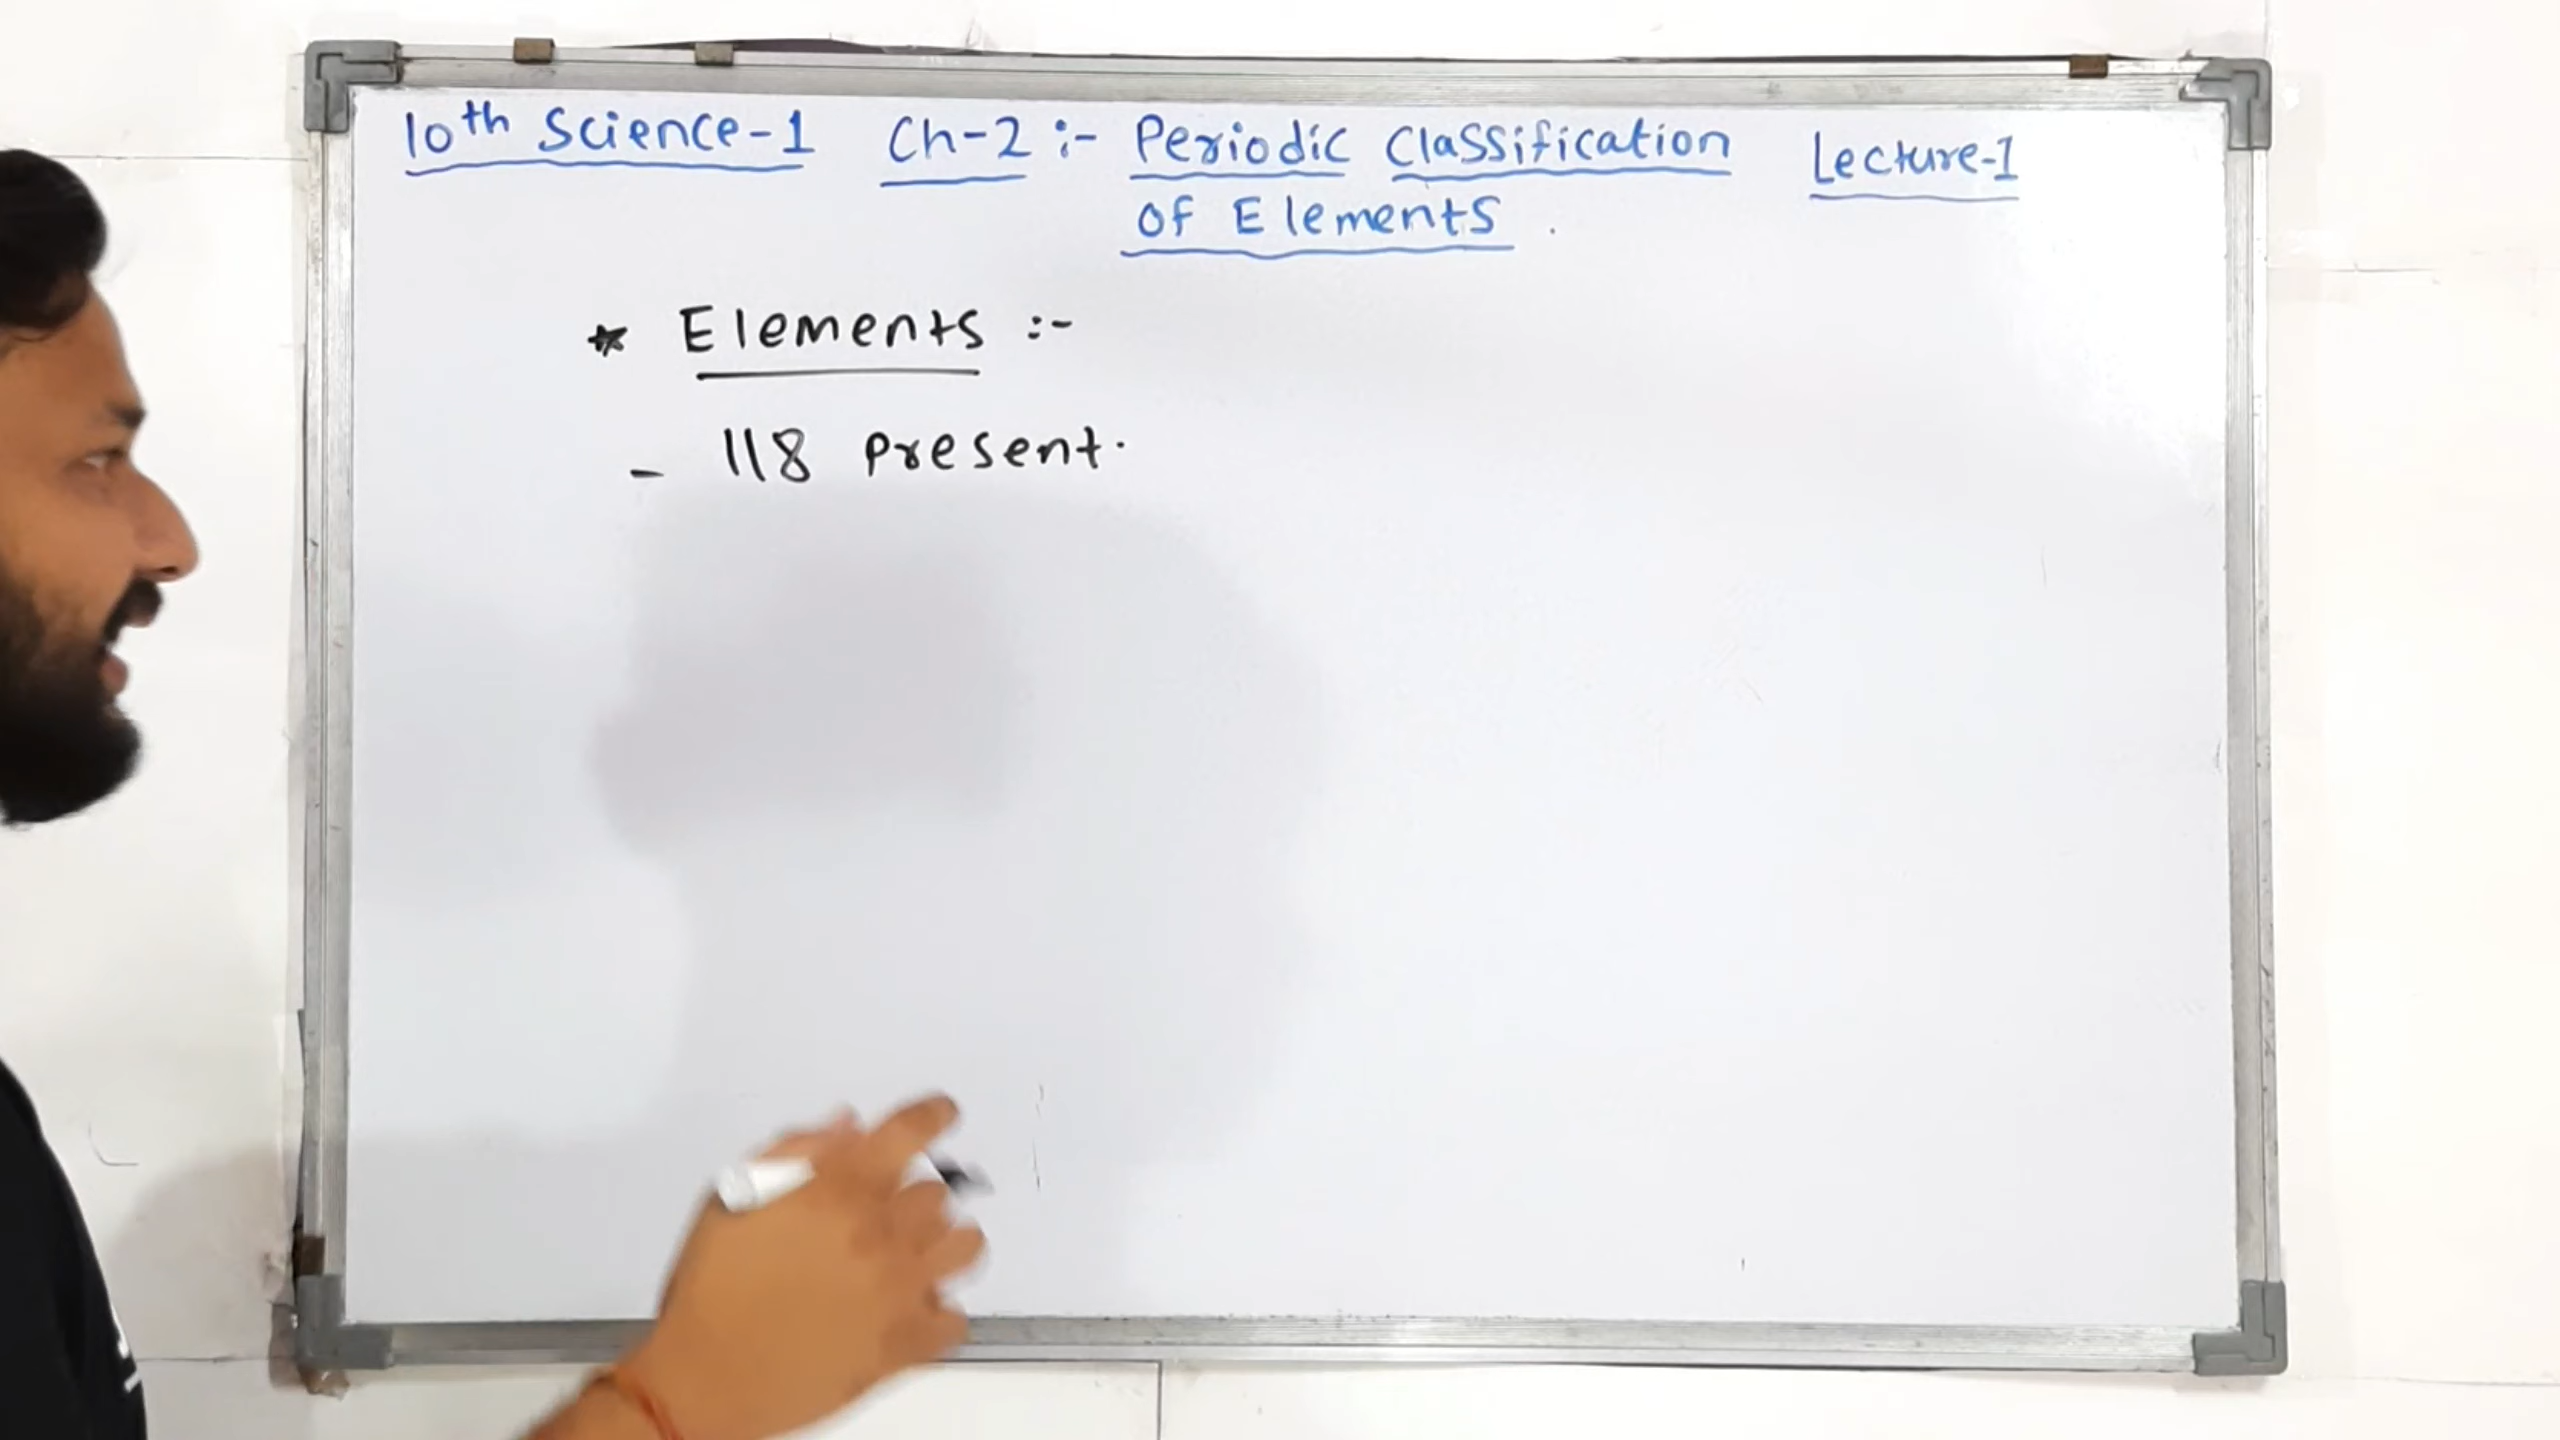 10th Science-1 Ch-2 :- Periodic Classification Lecture-1
of Elements .
* Elements :-
- 118 present.